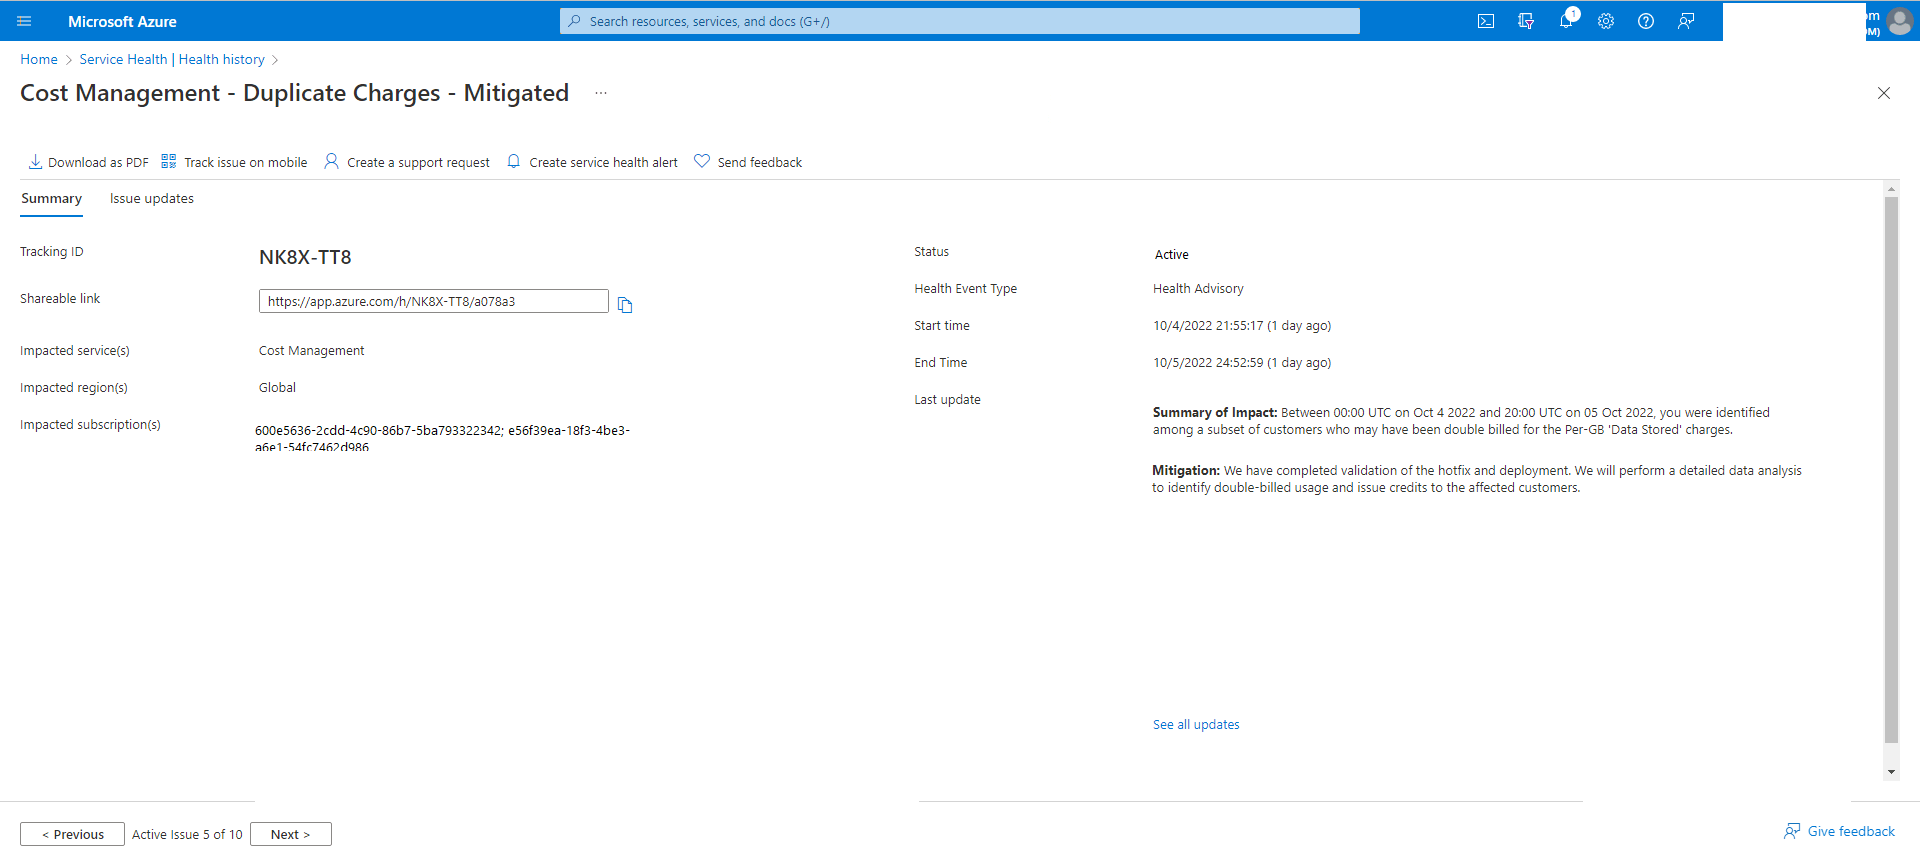 Microsoft Azure
Search resources, services, and docs (G+/)
1
om
OM)
Home > Service Health | Health history >
Cost Management - Duplicate Charges - Mitigated ...
Download as PDF
Track issue on mobile
Create a support request
Create service health alert
Send feedback
Summary
Issue updates
Tracking ID
NK8X-TT8
Shareable link
https://app.azure.com/h/NK8X-TT8/a078a3
Impacted service(s)
Cost Management
Impacted region(s)
Global
Impacted subscription(s)
600e5636-2cdd-4c90-86b7-5ba793322342; e56f39ea-18f3-4be3-
a6e1-54fc7462d986
Status
Active
Health Event Type
Health Advisory
Start time
10/4/2022 21:55:17 (1 day ago)
End Time
10/5/2022 24:52:59 (1 day ago)
Last update
Summary of Impact: Between 00:00 UTC on Oct 4 2022 and 20:00 UTC on 05 Oct 2022, you were identified
among a subset of customers who may have been double billed for the Per-GB 'Data Stored' charges.
Mitigation: We have completed validation of the hotfix and deployment. We will perform a detailed data analysis
to identify double-billed usage and issue credits to the affected customers.
See all updates
< Previous
Active Issue 5 of 10
Next >
Give feedback